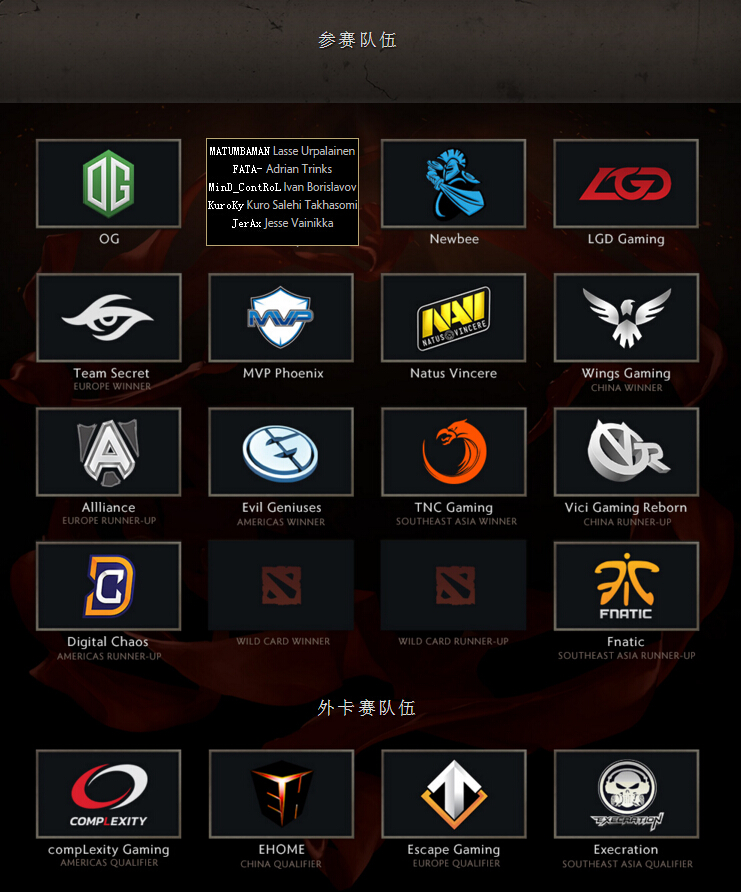 参赛队伍
OG
MATUMBAMAN Lasse Urpalainen
FATA- Adrian Trinks
MinD_ContRoL Ivan Borislavov
KuroKy Kuro Salehi Takhasomi
JerAx Jesse Vainikka
LGD
OG
Newbee
LGD Gaming
MVP
NAVI
NATUS VINCERE
Team Secret
EUROPE WINNER
MVP Phoenix
Natus Vincere
Wings Gaming
CHINA WINNER
A
VGR
Allliance
EUROPE RUNNER-UP
Evil Geniuses
AMERICAS WINNER
TNC Gaming
SOUTHEAST ASIA WINNER
Vici Gaming Reborn
CHINA RUNNER-UP
DC
FNATIC
Digital Chaos
AMERICAS RUNNER-UP
WILD CARD WINNER
WILD CARD RUNNER-UP
Fnatic
SOUTHEAST ASIA RUNNER-UP
外卡赛队伍
COMPLEXITY
EXECRATION
compLexity Gaming
AMERICAS QUALIFIER
EHOME
CHINA QUALIFIER
Escape Gaming
EUROPE QUALIFIER
Execration
SOUTHEAST ASIA QUALIFIER